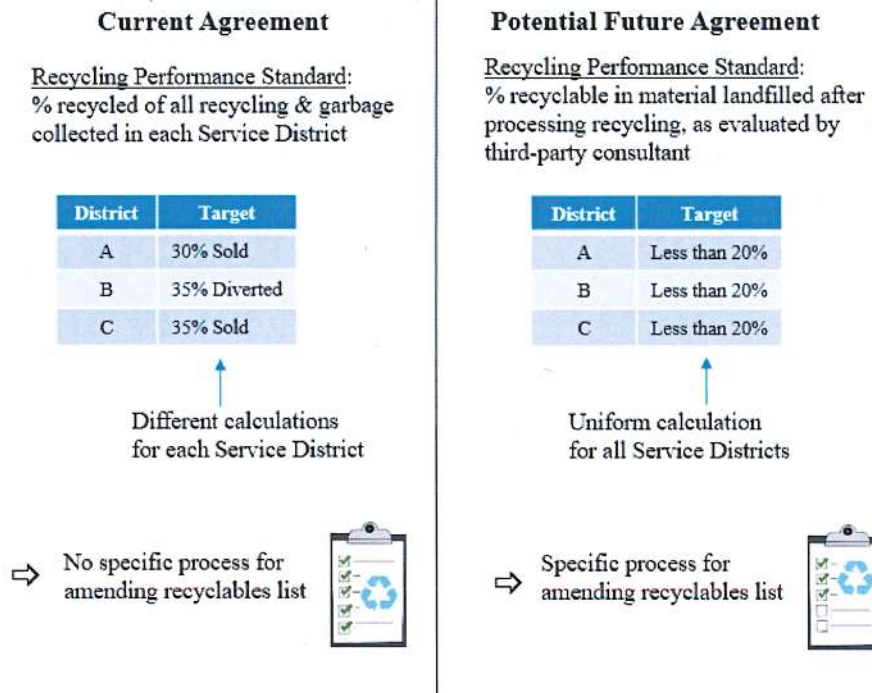 Current Agreement
Recycling Performance Standard:
% recycled of all recycling & garbage
collected in each Service District
District Target
A 30% Sold
B 35% Diverted
C 35% Sold
Different calculations
for each Service District
⇨ No specific process for
amending recyclables list
Potential Future Agreement
Recycling Performance Standard:
% recyclable in material landfilled after
processing recycling, as evaluated by
third-party consultant
District Target
A Less than 20%
B Less than 20%
C Less than 20%
Uniform calculation
for all Service Districts
⇨ Specific process for
amending recyclables list